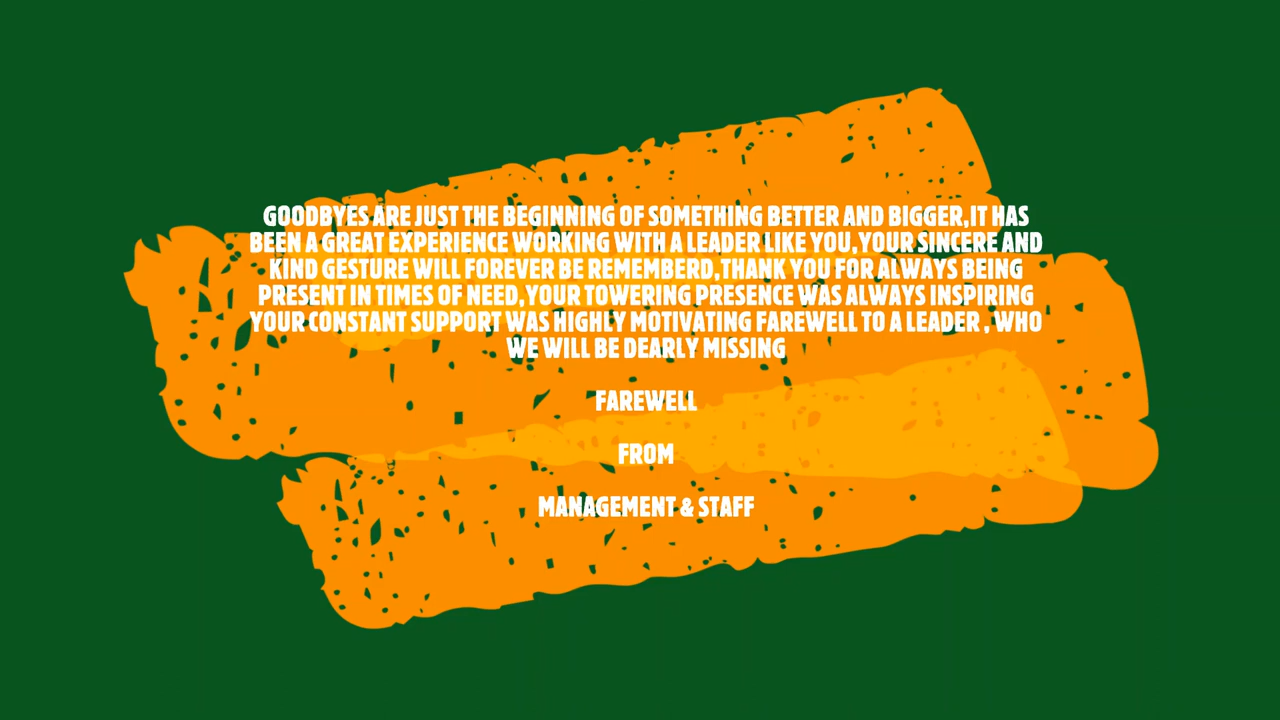 GOODBYES ARE JUST THE BEGINNING OF SOMETHING BETTER AND BIGGER,IT HAS
BEEN A GREAT EXPERIENCE WORKING WITH A LEADER LIKE YOU,YOUR SINCERE AND
KIND GESTURE WILL FOREVER BE REMEMBERD,THANK YOU FOR ALWAYS BEING
PRESENT IN TIMES OF NEED,YOUR TOWERING PRESENCE WAS ALWAYS INSPIRING
YOUR CONSTANT SUPPORT WAS HIGHLY MOTIVATING FAREWELL TO A LEADER , WHO
WE WILL BE DEARLY MISSING
FAREWELL
FROM
MANAGEMENT & STAFF